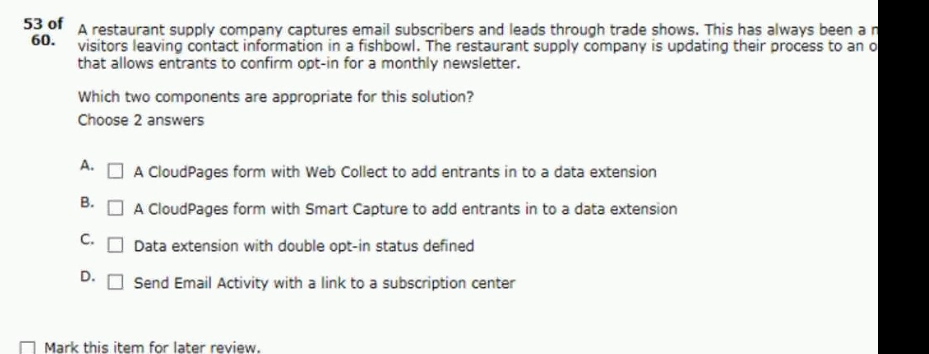 53 of
60.
A restaurant supply company captures email subscribers and leads through trade shows. This has always been a
visitors leaving contact information in a fishbowl. The restaurant supply company is updating their process to an
that allows entrants to confirm opt-in for a monthly newsletter.
Which two components are appropriate for this solution?
Choose 2 answers
A. A CloudPages form with Web Collect to add entrants in to a data extension
B. A CloudPages form with Smart Capture to add entrants in to a data extension
C. Data extension with double opt-in status defined
D. Send Email Activity with a link to a subscription center
Mark this item for later review.